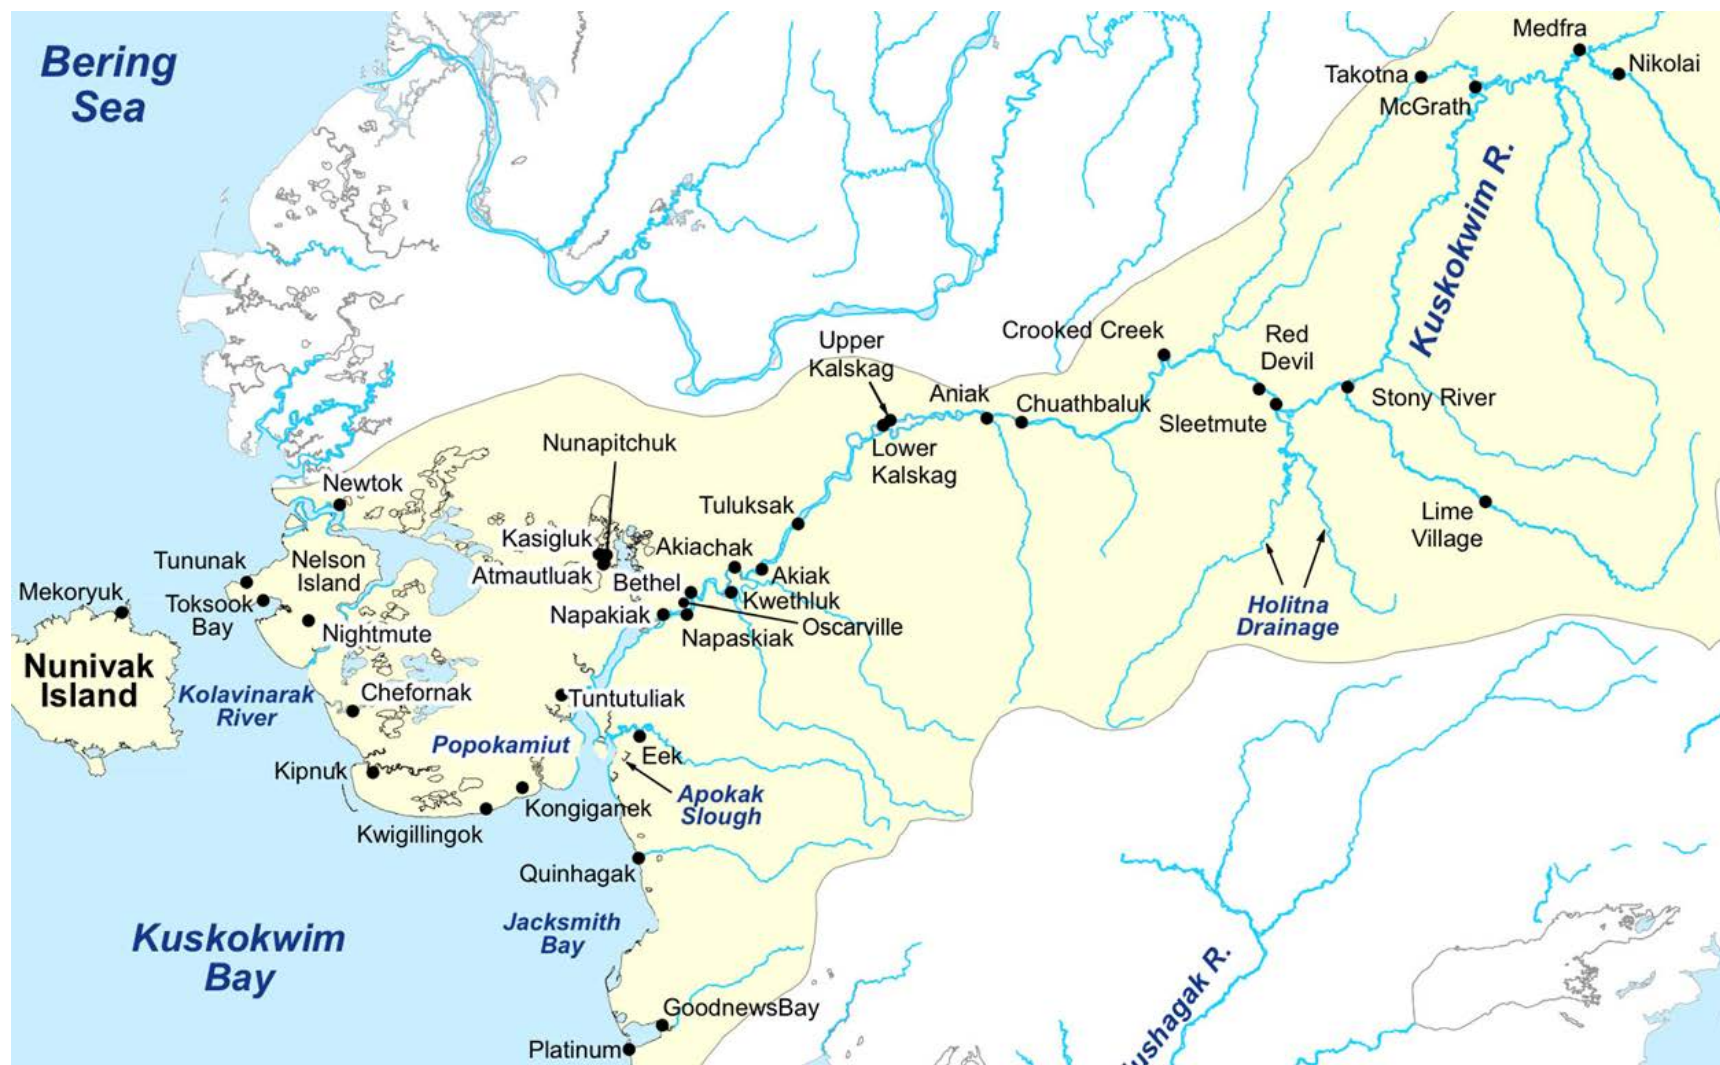 Bering
Sea
Medfra
Nikolai
Takotna
McGrath
Kuskokwim R.
Upper
Kalskag
Crooked Creek
Red
Devil
Aniak
Chuathbaluk
Stony River
Sleetmute
Nunapitchuk
Lower
Kalskag
Newtok
Tuluksak
Lime
Village
Kasigluk
Akiachak
Tununak
Nelson
Island
Atmautluak
Bethel
Akiak
Mekoryuk
Toksook
Bay
Kwethluk
Holitna
Drainage
Napakiak
Oscarville
Nightmute
Napaskiak
Nunivak
Island
Kolavinarak
River
Chefornak
Tuntutuliak
Popokamiut
Eek
Kipnuk
Apokak
Slough
Kongiganek
Kwigillingok
Quinhagak
Jacksmith
Bay
Kuskokwim
Bay
GoodnewsBay
Platinum
ushagak R.